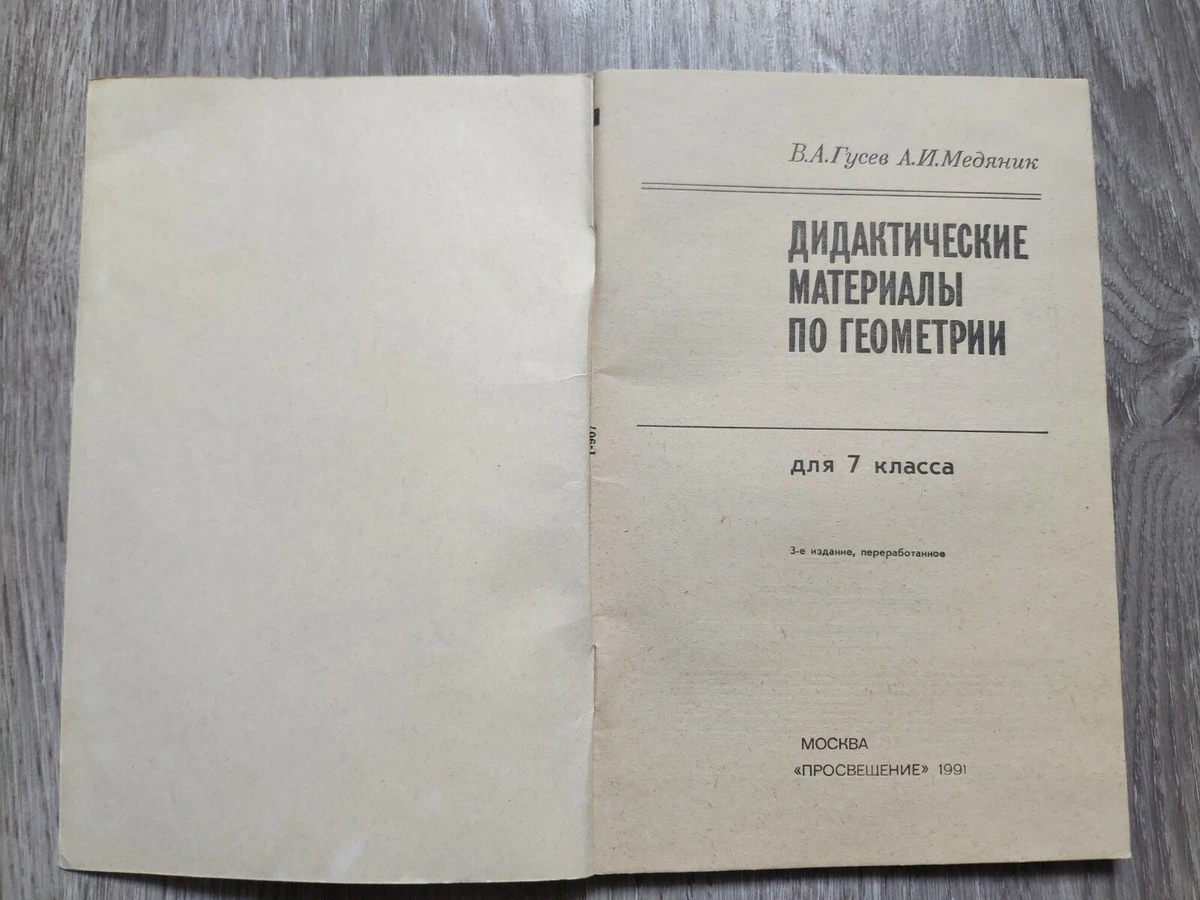 В.А.Гусев А.И.Медяник
ДИДАКТИЧЕСКИЕ
МАТЕРИАЛЫ
ПО ГЕОМЕТРИИ
для 7 класса
3-е издание, переработанное
МОСКВА
«ПРОСВЕЩЕНИЕ» 1991